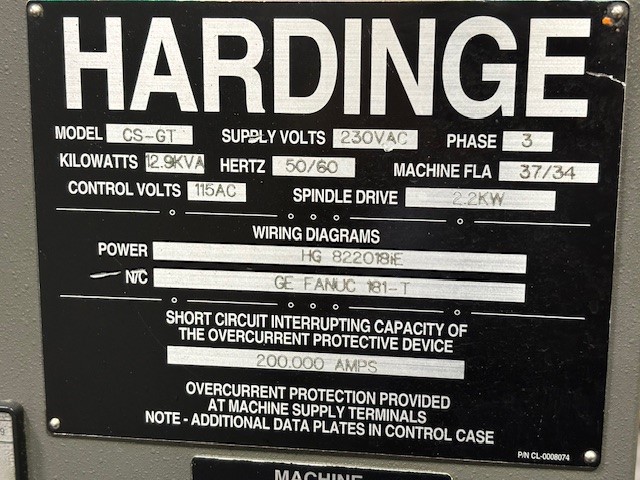 HARDINGE
MODEL CS-GT SUPPLY VOLTS 230VAC PHASE 3
KILOWATTS 12.9KVA HERTZ 50/60 MACHINE FLA 37/34
CONTROL VOLTS 115AC SPINDLE DRIVE 2.2KW
WIRING DIAGRAMS
POWER HG 822018iE
N/C GE FANUC 18i-T
SHORT CIRCUIT INTERRUPTING CAPACITY OF
THE OVERCURRENT PROTECTIVE DEVICE
200.000 AMPS
OVERCURRENT PROTECTION PROVIDED
AT MACHINE SUPPLY TERMINALS
NOTE - ADDITIONAL DATA PLATES IN CONTROL CASE
P/N CL-0008074
MACHINE